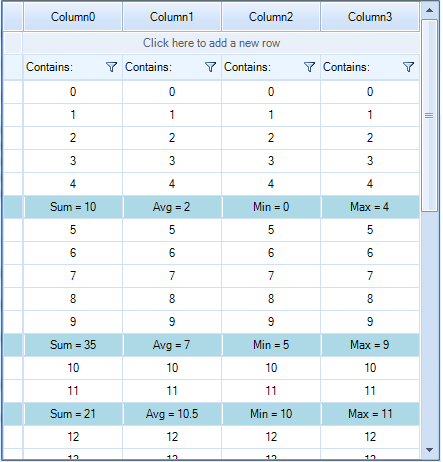 Column0 Column1 Column2 Column3
Click here to add a new row
Contains: Contains: Contains: Contains:
0 0 0 0
1 1 1 1
2 2 2 2
3 3 3 3
4 4 4 4
Sum = 10 Avg = 2 Min = 0 Max = 4
5 5 5 5
6 6 6 6
7 7 7 7
8 8 8 8
9 9 9 9
Sum = 35 Avg = 7 Min = 5 Max = 9
10 10 10 10
11 11 11 11
Sum = 21 Avg = 10.5 Min = 10 Max = 11
12 12 12 12